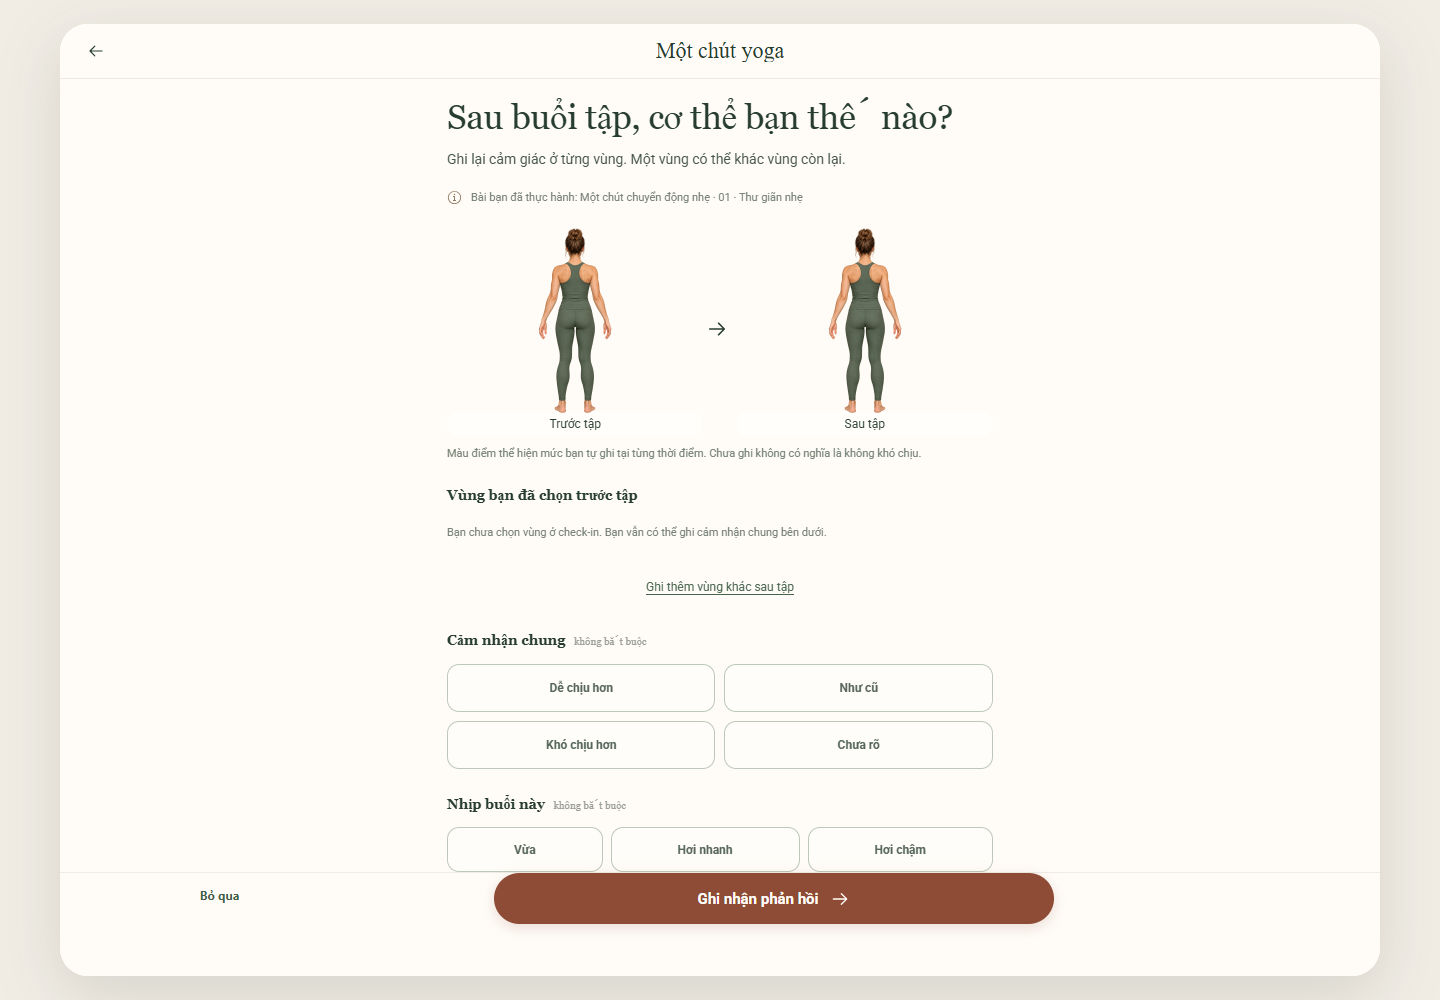 Một chút yoga
Sau buổi tập, cơ thể bạn thế nào?
Ghi lại cảm giác ở từng vùng. Một vùng có thể khác vùng còn lại.
Bài bạn đã thực hành: Một chút chuyển động nhẹ · 01 · Thư giãn nhẹ
Trước tập
Sau tập
Màu điểm thể hiện mức bạn tự ghi tại từng thời điểm. Chưa ghi không có nghĩa là không khó chịu.
Vùng bạn đã chọn trước tập
Bạn chưa chọn vùng ở check-in. Bạn vẫn có thể ghi cảm nhận chung bên dưới.
Ghi thêm vùng khác sau tập
Cảm nhận chung không bắt buộc
Dễ chịu hơn
Như cũ
Khó chịu hơn
Chưa rõ
Nhịp buổi này không bắt buộc
Vừa
Hơi nhanh
Hơi chậm
Bỏ qua
Ghi nhận phản hồi